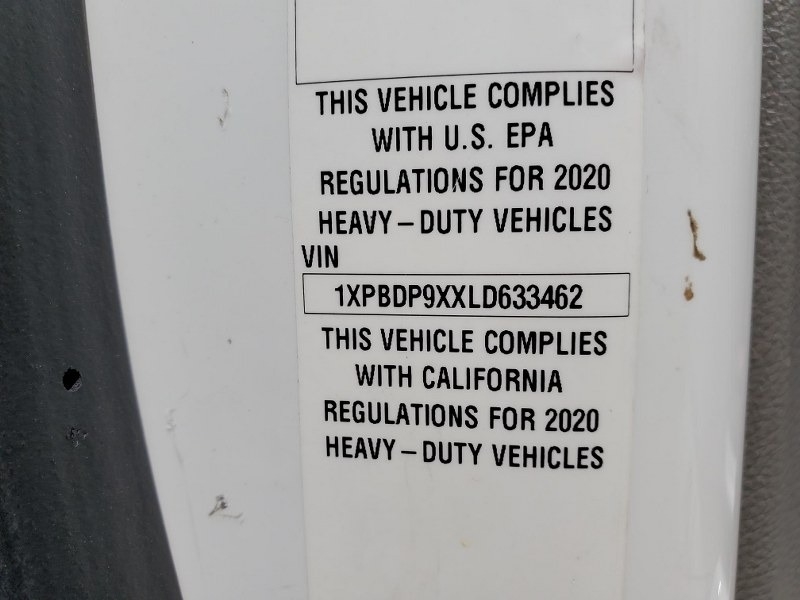 THIS VEHICLE COMPLIES
WITH U.S. EPA
REGULATIONS FOR 2020
HEAVY-DUTY VEHICLES
VIN
1XPBDP9XXLD633462
THIS VEHICLE COMPLIES
WITH CALIFORNIA
REGULATIONS FOR 2020
HEAVY-DUTY VEHICLES